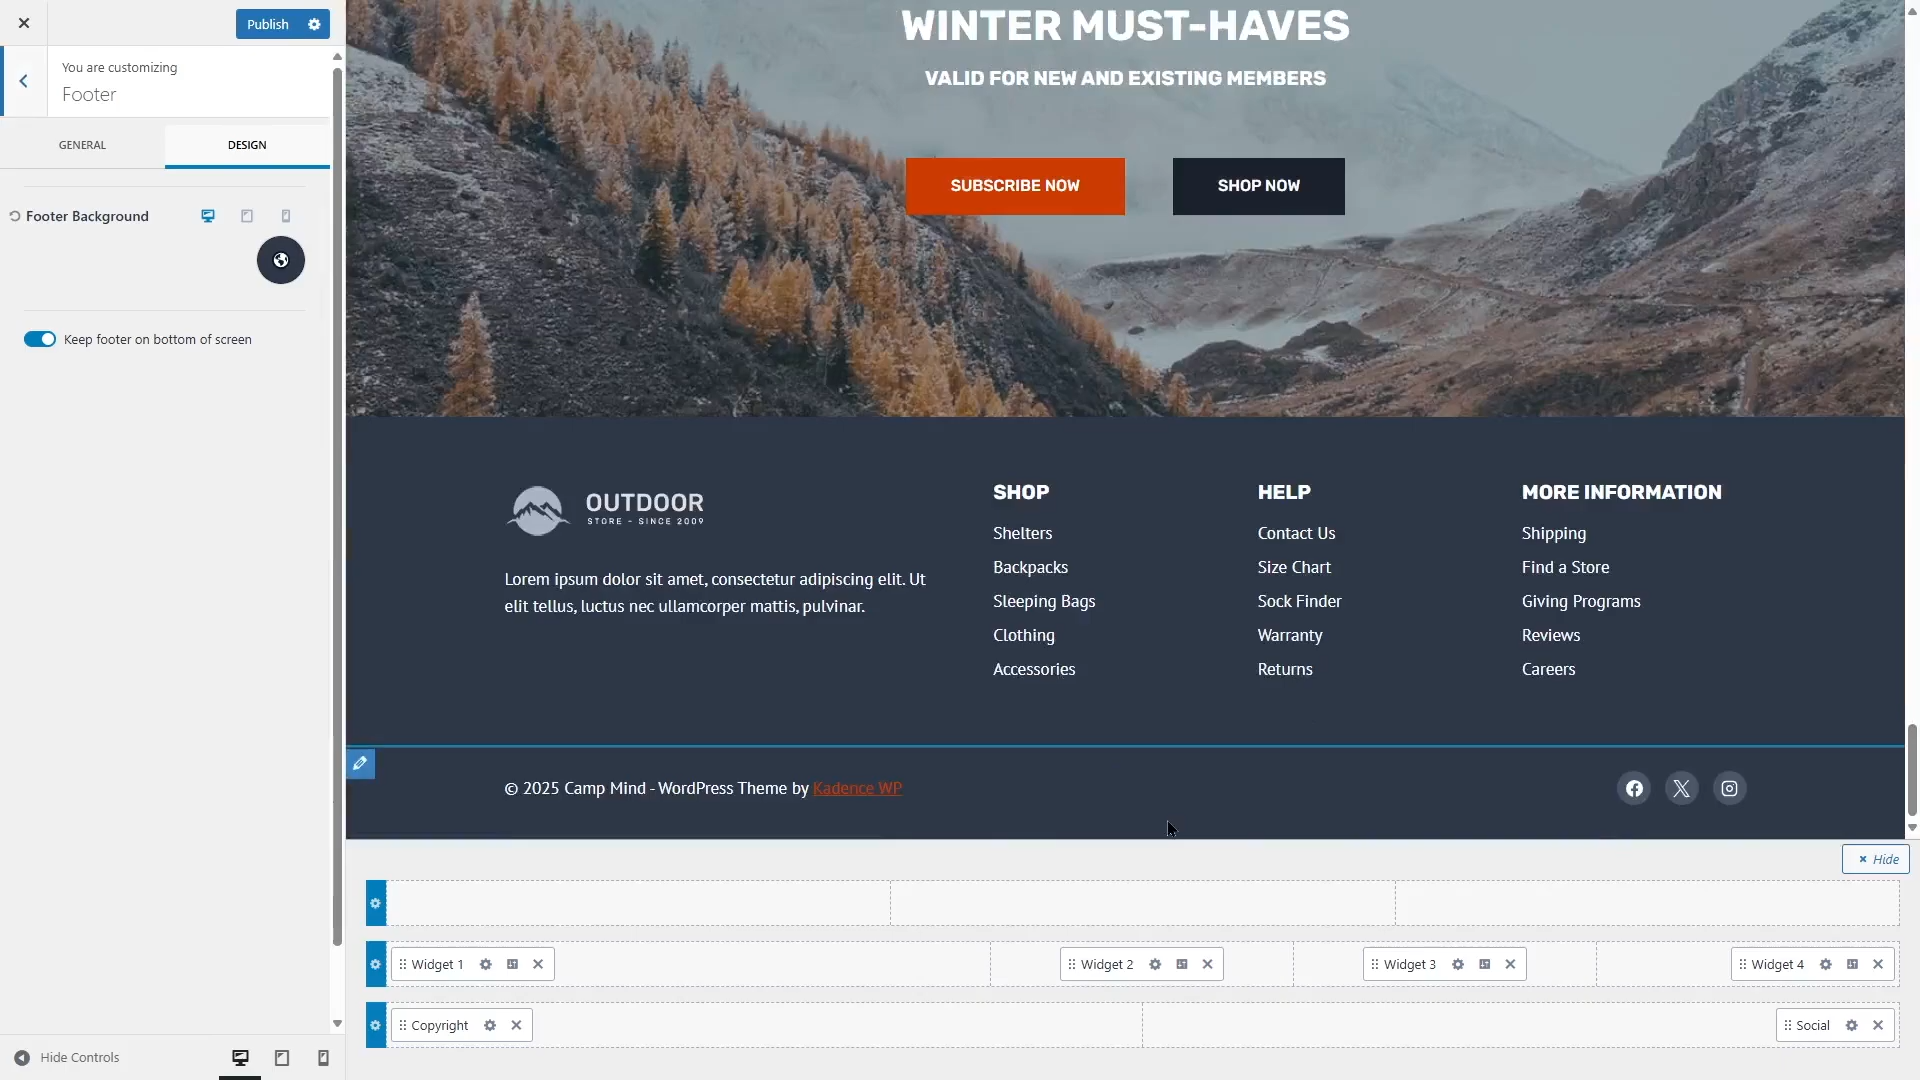 Publish
You are customizing
Footer
GENERAL
DESIGN
Footer Background
Keep footer on bottom of screen
Hide Controls
WINTER MUST-HAVES
VALID FOR NEW AND EXISTING MEMBERS
SUBSCRIBE NOW
SHOP NOW
OUTDOOR
STORE - SINCE 2009
Lorem ipsum dolor sit amet, consectetur adipiscing elit. Ut
elit tellus, luctus nec ullamcorper mattis, pulvinar.
SHOP
Shelters
Backpacks
Sleeping Bags
Clothing
Accessories
HELP
Contact Us
Size Chart
Sock Finder
Warranty
Returns
MORE INFORMATION
Shipping
Find a Store
Giving Programs
Reviews
Careers
© 2025 Camp Mind - WordPress Theme by Kadence WP
Hide
Widget 1
Widget 2
Widget 3
Widget 4
Copyright
Social